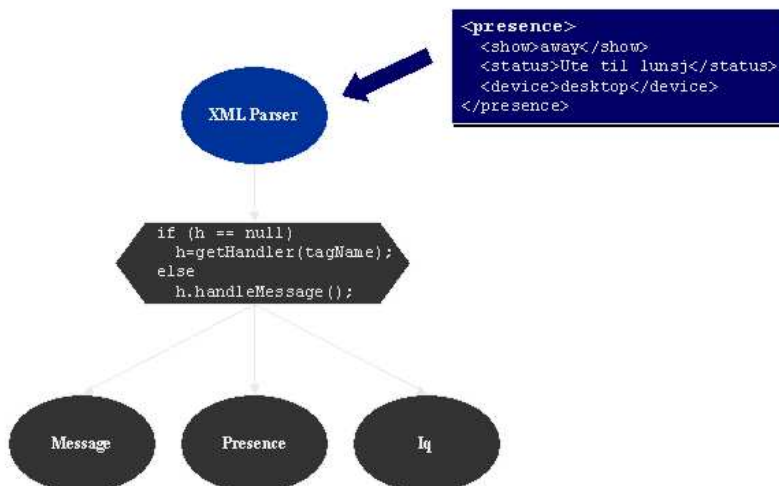 <presence>
<show>away</show>
<status>Ute til lunsj</status>
<device>desktop</device>
</presence>
XML Parser
if (h == null)
h=getHandler(tagName);
else
h.handleMessage();
Message
Presence
Iq